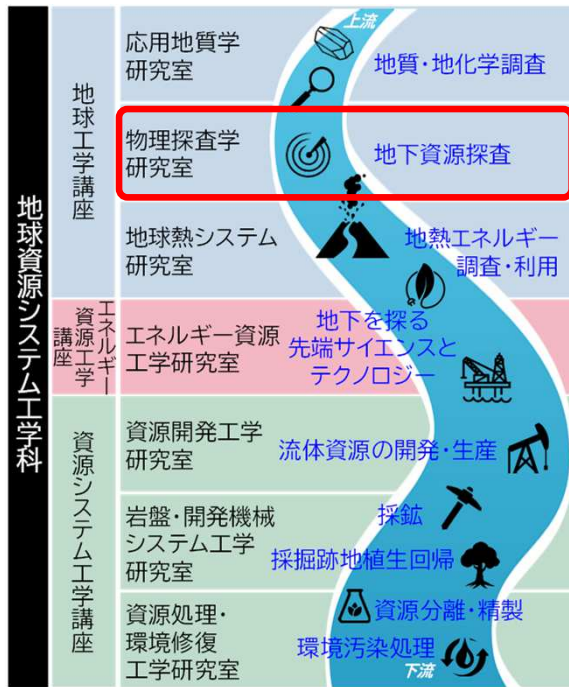 地球資源システム工学科
地球工学講座
応用地質学
研究室
上流
地質・地化学調査
物理探査学
研究室
地下資源探査
地球熱システム
研究室
地熱エネルギー
調査・利用
エネルギー
資源工学
講座
エネルギー資源
工学研究室
地下を探る
先端サイエンスと
テクノロジー
資源システム工学講座
資源開発工学
研究室
流体資源の開発・生産
岩盤・開発機械
システム工学
研究室
採鉱
採掘跡地植生回帰
資源処理・
環境修復
工学研究室
資源分離・精製
環境汚染処理
下流